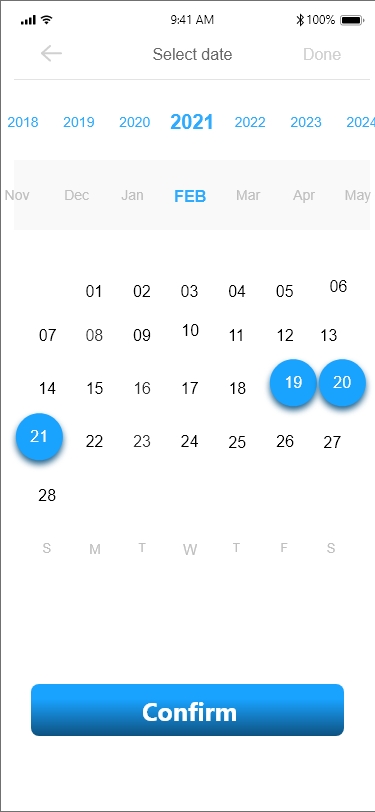 9:41 AM 100%
Select date Done
2018 2019 2020 2021 2022 2023 2024
Nov Dec Jan FEB Mar Apr May
01 02 03 04 05 06
07 08 09 10 11 12 13
14 15 16 17 18 19 20
21 22 23 24 25 26 27
28
S M T W T F S
Confirm